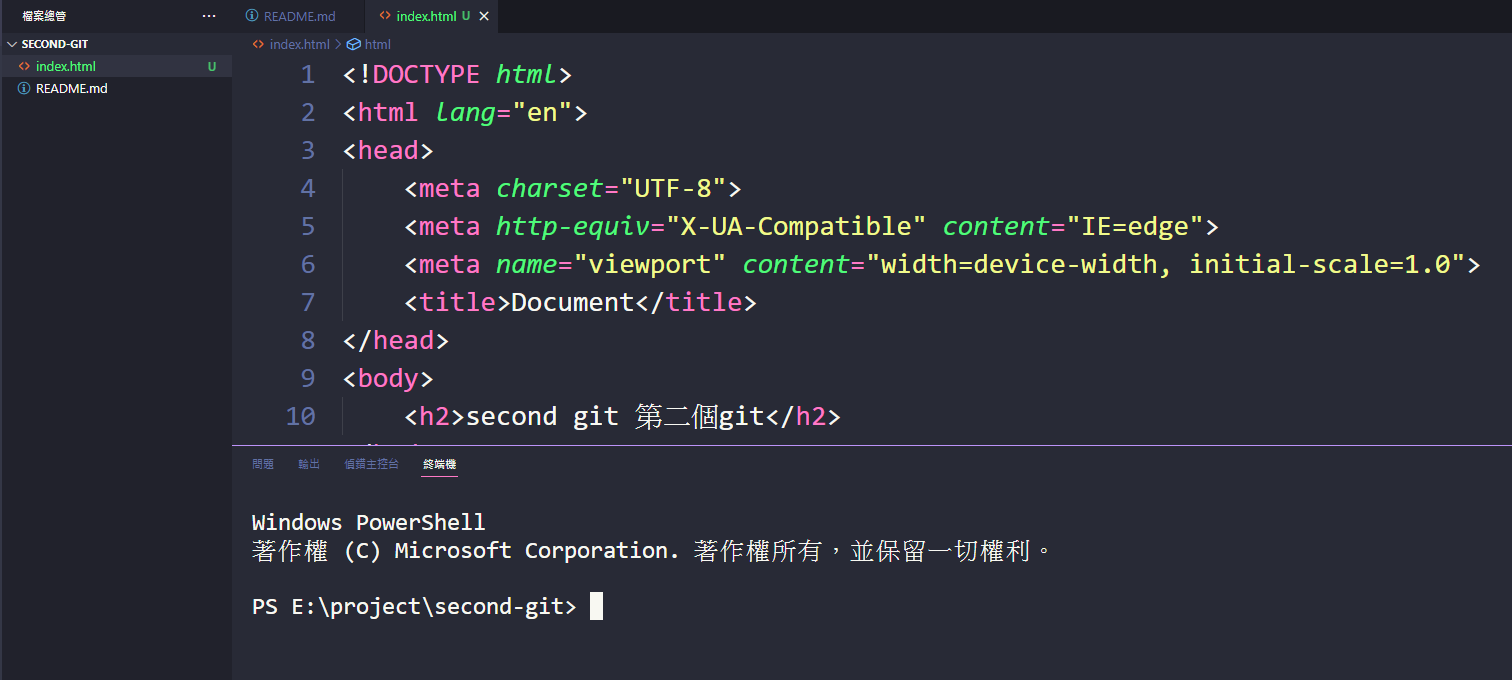 檔案總管 ...
README.md index.html U
SECOND-GIT
index.html > html
index.html U
README.md
1 <!DOCTYPE html>
2 <html lang="en">
3 <head>
4 <meta charset="UTF-8">
5 <meta http-equiv="X-UA-Compatible" content="IE=edge">
6 <meta name="viewport" content="width=device-width, initial-scale=1.0">
7 <title>Document</title>
8 </head>
9 <body>
10 <h2>second git 第二個git</h2>
問題 輸出 偵錯主控台 終端機
Windows PowerShell
著作權 (C) Microsoft Corporation. 著作權所有，並保留一切權利。
PS E:\project\second-git>